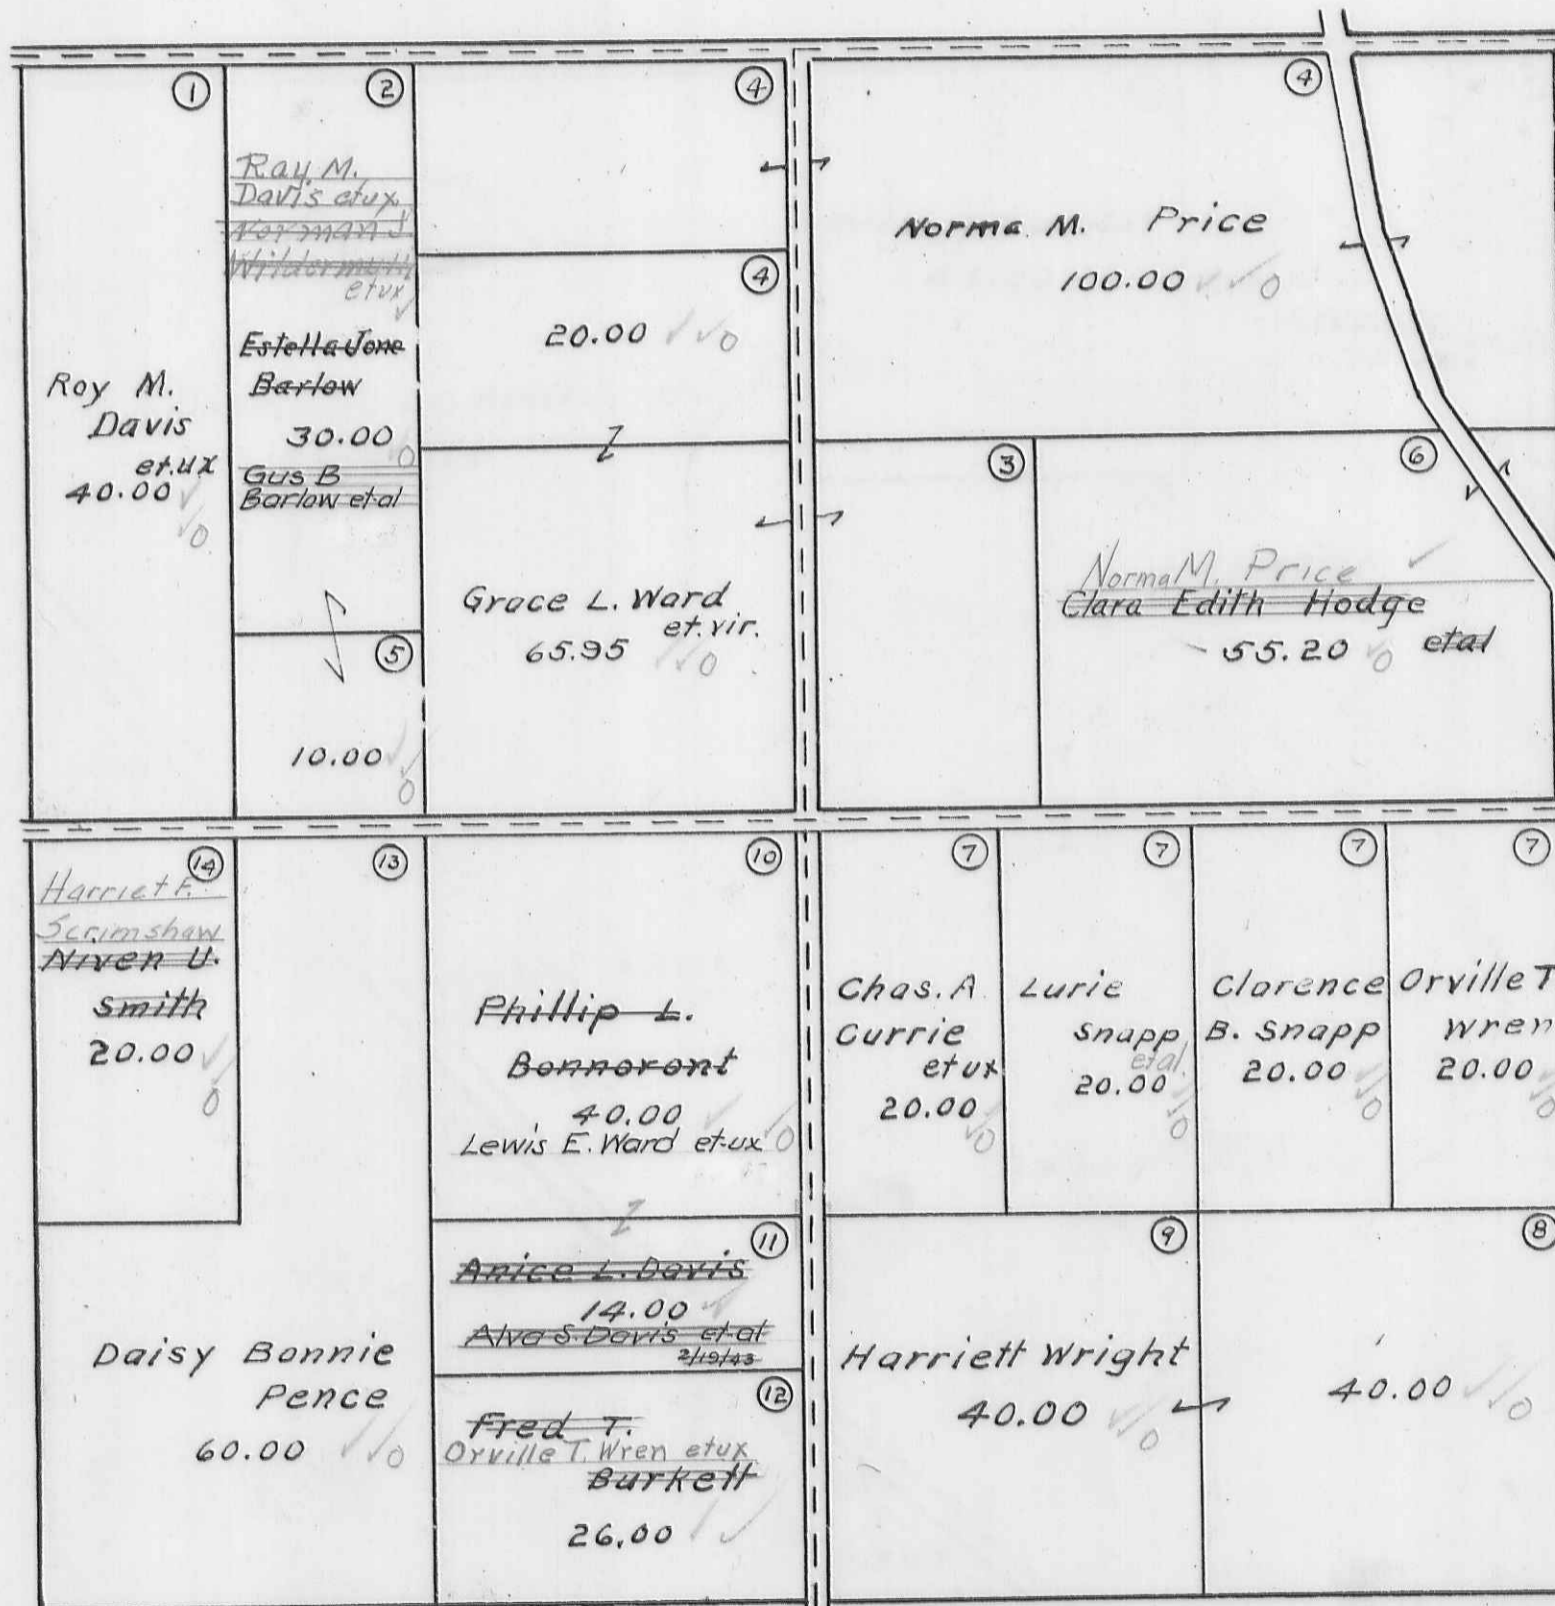 1
Roy M.
Davis
et.ux
40.00
2
Ray M.
Davis etux
Norman J
Wildermuth
etux
Estella Jane
Barlow
30.00
Gus B
Barlow et-al
5
10.00
4
4
20.00
Grace L. Ward
et. vir.
65.95
4
Norma M. Price
100.00
3
6
Norma M. Price
Clara Edith Hodge
etal
55.20
14
Harriet F.
Scrimshaw
Niven U.
Smith
20.00
13
Daisy Bonnie
Pence
60.00
10
Phillip L.
Bonnoront
40.00
Lewis E. Ward et-ux
11
Anice L. Davis
14.00
Alva S. Davis et-al
2/19/43
12
Fred T.
Orville T. Wren etux
Burkett
26.00
7
Chas. A.
Currie
et ux
20.00
7
Lurie
Snapp
etal.
20.00
7
Clarence
B. Snapp
20.00
7
Orville T
Wren
20.00
9
Harriett Wright
40.00
8
40.00